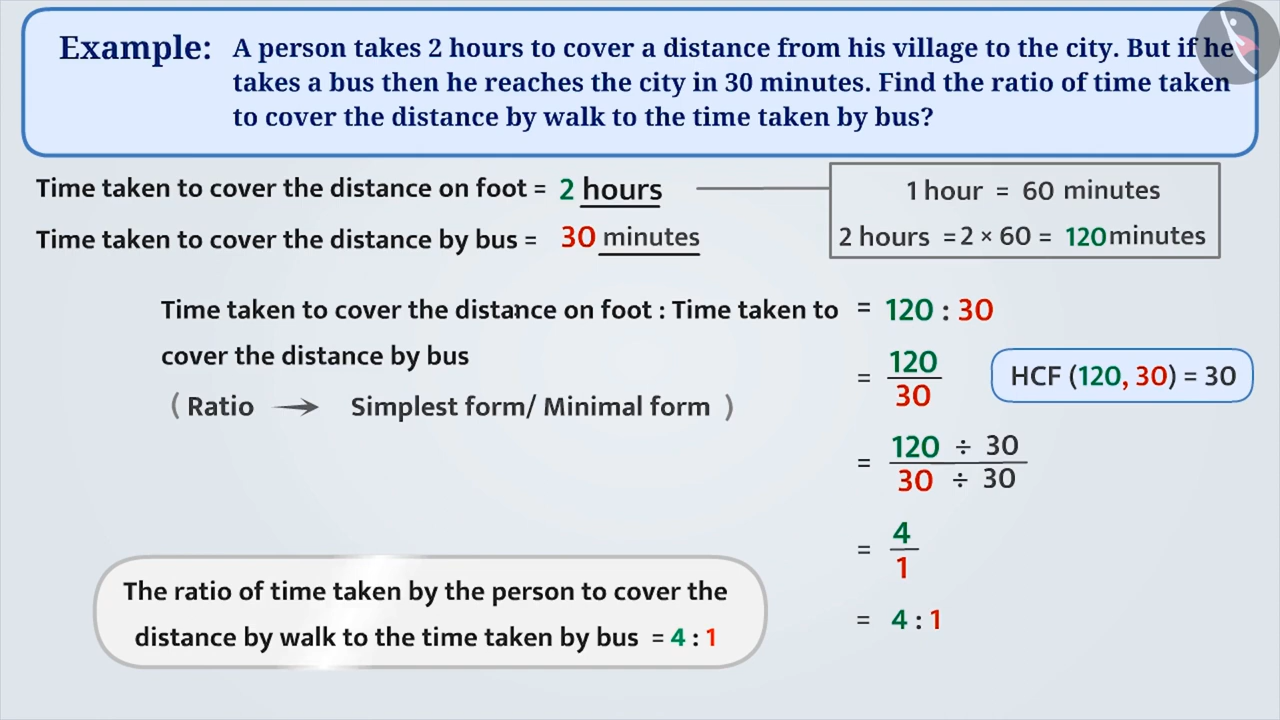 Example: A person takes 2 hours to cover a distance from his village to the city. But if he
takes a bus then he reaches the city in 30 minutes. Find the ratio of time taken
to cover the distance by walk to the time taken by bus?
Time taken to cover the distance on foot = 2 hours
1 hour = 60 minutes
Time taken to cover the distance by bus = 30 minutes
2 hours = 2 × 60 = 120 minutes
Time taken to cover the distance on foot : Time taken to = 120 : 30
cover the distance by bus
= 120
30
HCF (120, 30) = 30
( Ratio → Simplest form/ Minimal form )
= 120 ÷ 30
30 ÷ 30
= 4
1
The ratio of time taken by the person to cover the
distance by walk to the time taken by bus = 4 : 1
= 4 : 1